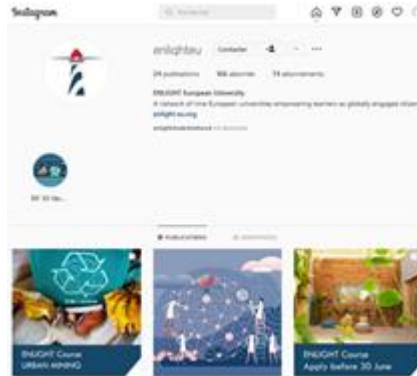 Instagram
enlighteu Contacter
24 publications 166 abonnés 74 abonnements
ENLIGHT European University
A network of nine European universities empowering learners as globally engaged citizens
enlight-eu.org
PUBLICATIONS
ENLIGHT Course
URBAN MINING
ENLIGHT Course
Apply before 30 June